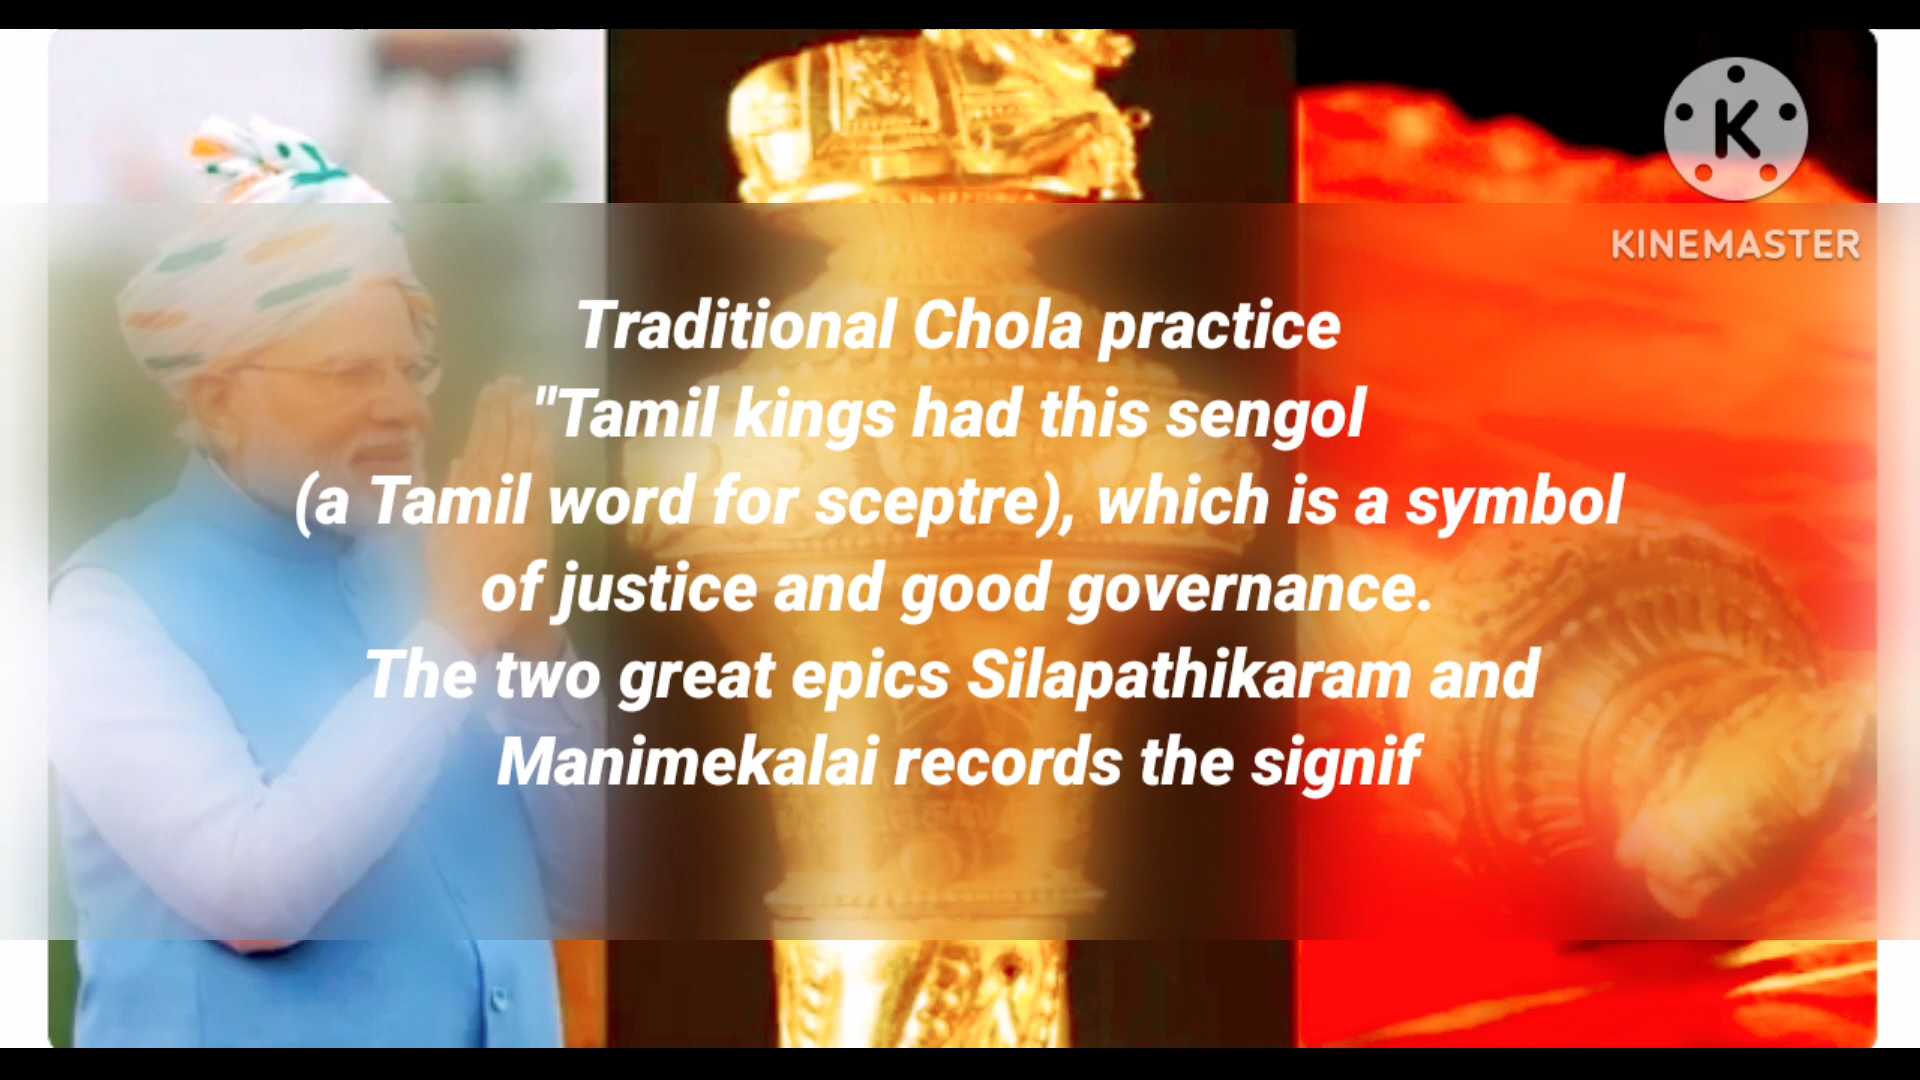 K
KINEMASTER
Traditional Chola practice
"Tamil kings had this sengol
(a Tamil word for sceptre), which is a symbol
of justice and good governance.
The two great epics Silapathikaram and
Manimekalai records the signif